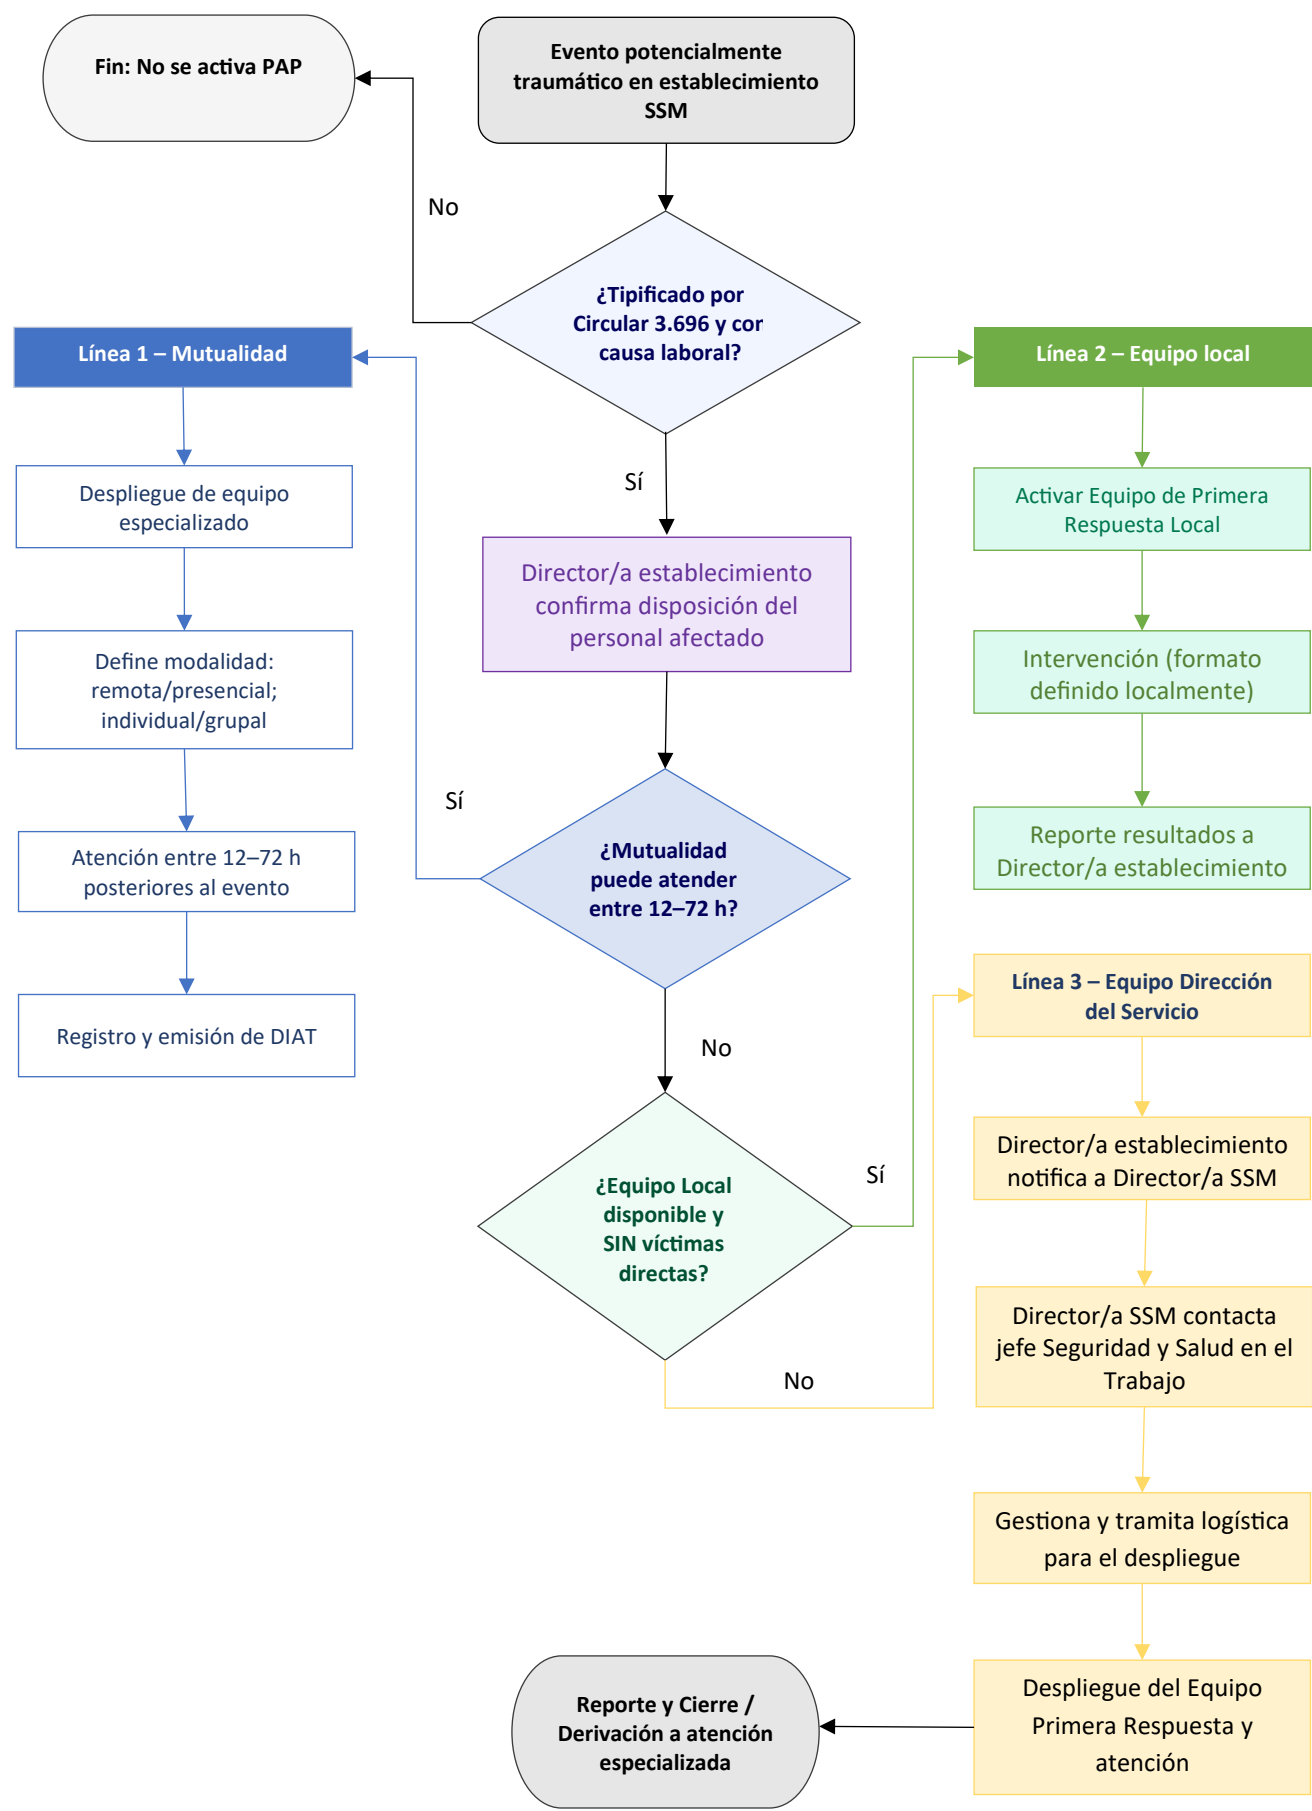 Fin: No se activa PAP
Evento potencialmente
traumático en establecimiento
SSM
No
¿Tipificado por
Circular 3.696 y con
causa laboral?
Sí
Línea 1 – Mutualidad
Despliegue de equipo
especializado
Define modalidad:
remota/presencial;
individual/grupal
Atención entre 12–72 h
posteriores al evento
Registro y emisión de DIAT
Director/a establecimiento
confirma disposición del
personal afectado
Sí
¿Mutualidad
puede atender
entre 12–72 h?
No
¿Equipo Local
disponible y
SIN víctimas
directas?
Sí
No
Línea 2 – Equipo local
Activar Equipo de Primera
Respuesta Local
Intervención (formato
definido localmente)
Reporte resultados a
Director/a establecimiento
Línea 3 – Equipo Dirección
del Servicio
Director/a establecimiento
notifica a Director/a SSM
Director/a SSM contacta
jefe Seguridad y Salud en el
Trabajo
Gestiona y tramita logística
para el despliegue
Despliegue del Equipo
Primera Respuesta y
atención
Reporte y Cierre /
Derivación a atención
especializada